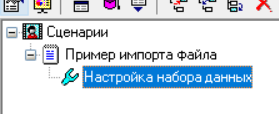 Сценарии
Пример импорта файла
Настройка набора данных